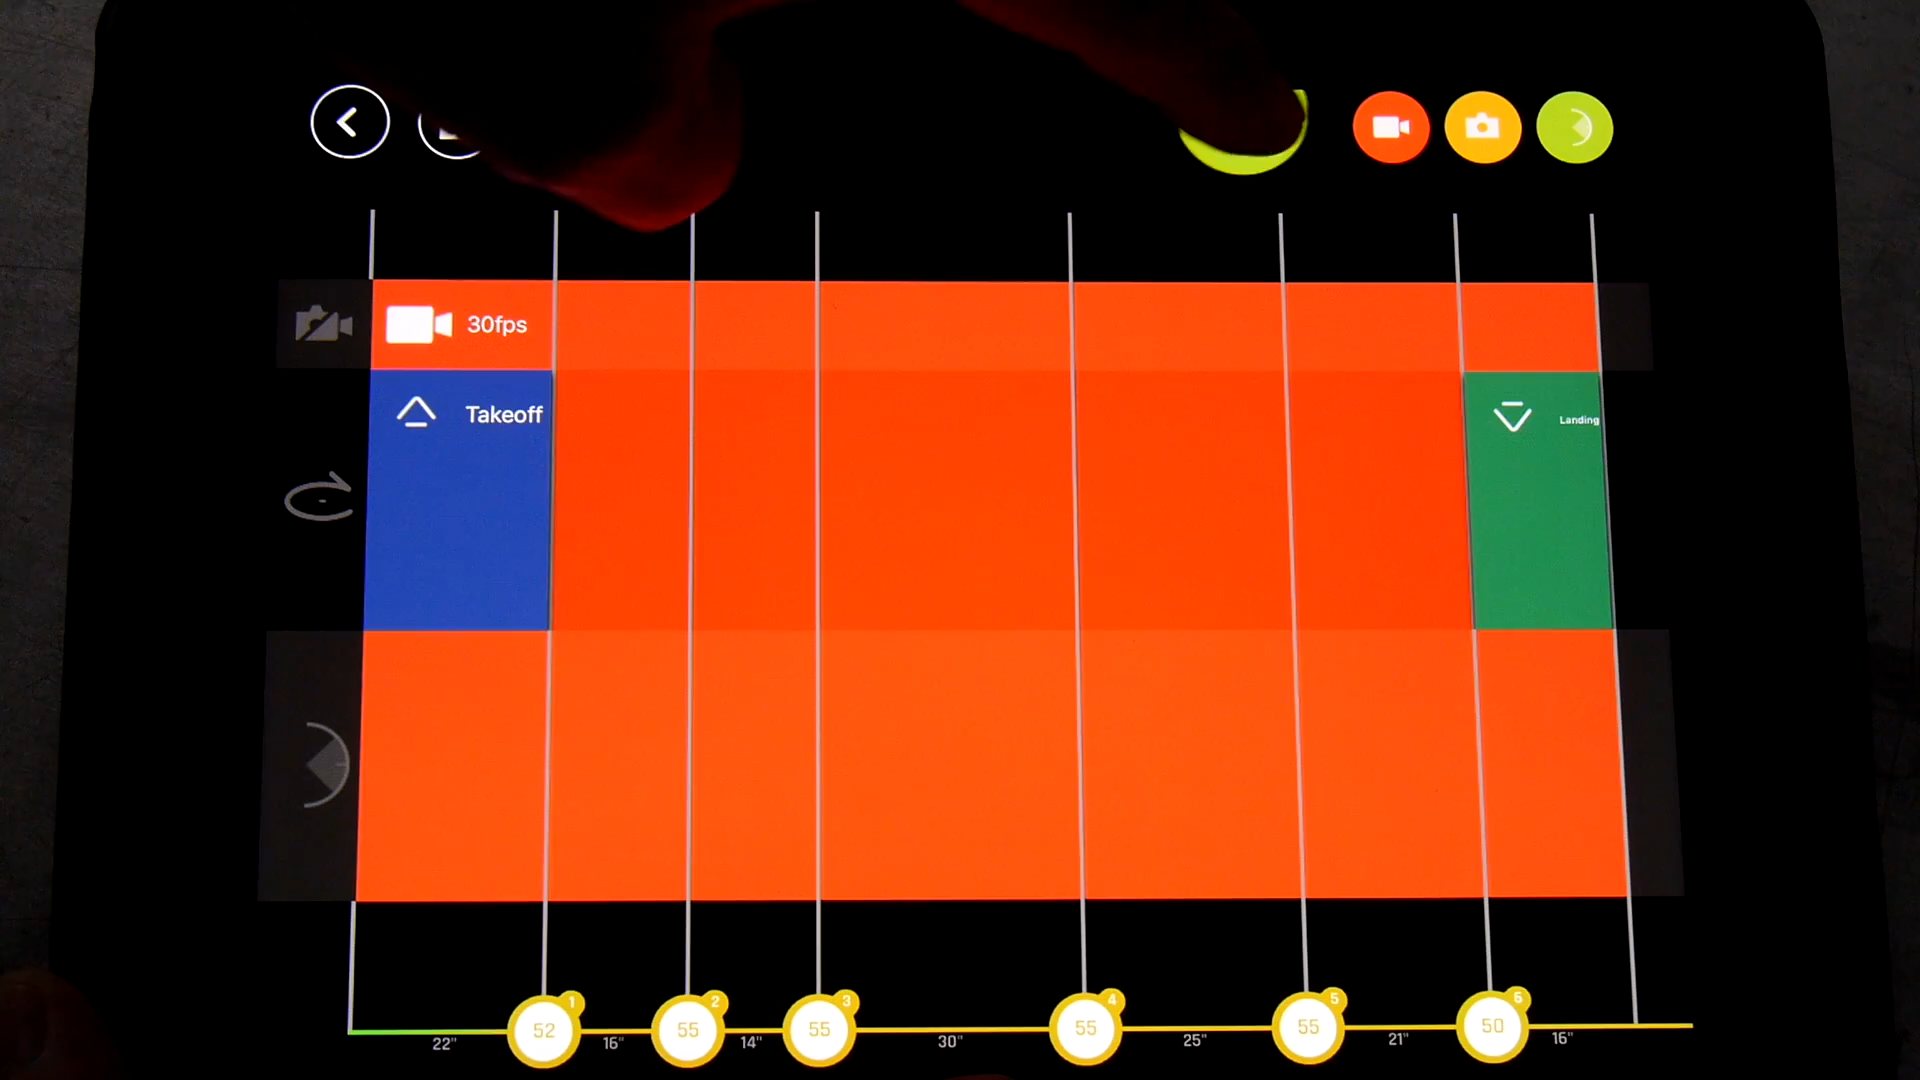 30fps
Takeoff
Landing
1 2 3 4 5 6
52 55 55 55 55 50
22" 16" 14" 30" 25" 21" 16"